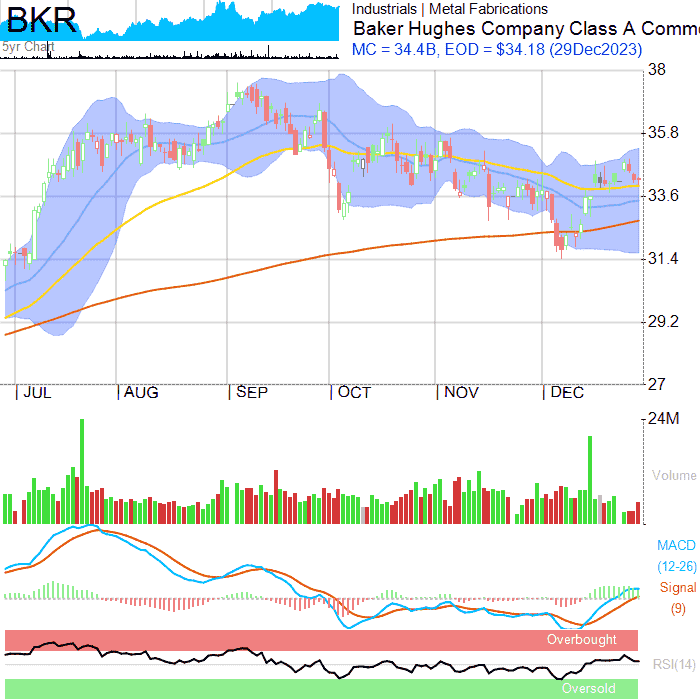 BKR
5yr Chart
Industrials | Metal Fabrications
Baker Hughes Company Class A Comm
MC = 34.4B, EOD = $34.18 (29Dec2023)
38
35.8
33.6
31.4
29.2
27
JUL AUG SEP OCT NOV DEC
24M
Volume
MACD
(12-26)
Signal
(9)
Overbought
RSI(14)
Oversold